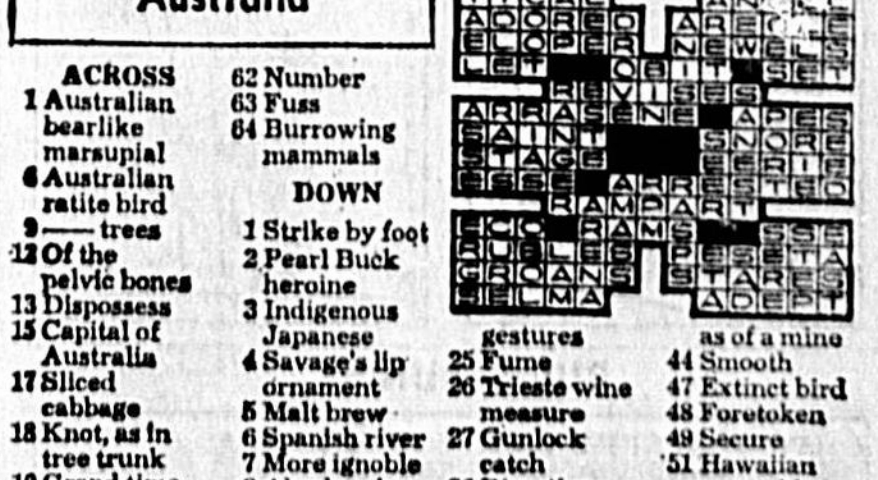 Australia
ACROSS
1 Australian
bearlike
marsupial
6 Australian
ratite bird
9 —— trees
12 Of the
pelvic bones
13 Dispossess
15 Capital of
Australia
17 Sliced
cabbage
18 Knot, as in
tree trunk
62 Number
63 Fuss
64 Burrowing
mammals
DOWN
1 Strike by foot
2 Pearl Buck
heroine
3 Indigenous
Japanese
4 Savage's lip
ornament
5 Malt brew
6 Spanish river
7 More ignoble
ADORED ARE
ELOPER NEWELS
LET OBIT SET
REVISES
ARRASENE APES
SAINT SNORE
STAGE EERIE
ESSE ARRESTED
RAMPART
ECO RAMS SSE
RUBLES PESETA
GROANS STARES
SELMA ADEPT
gestures
25 Fume
26 Trieste wine
measure
27 Gunlock
catch
as of a mine
44 Smooth
47 Extinct bird
48 Foretoken
49 Secure
51 Hawaiian